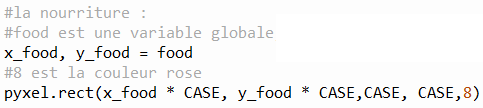 #la nourriture :
#food est une variable globale
x_food, y_food = food
#8 est la couleur rose
pyxel.rect(x_food * CASE, y_food * CASE,CASE, CASE,8)